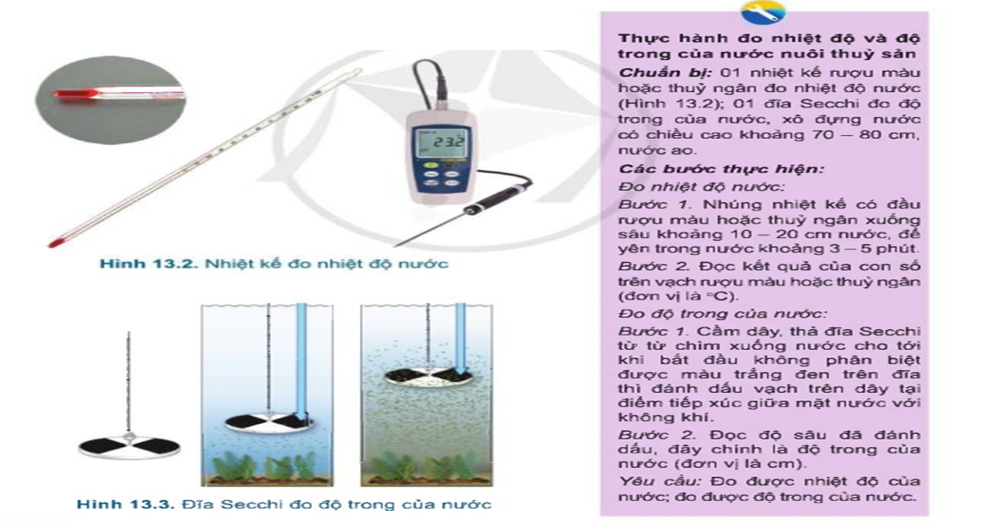 23.2
Hình 13.2. Nhiệt kế đo nhiệt độ nước
Hình 13.3. Đĩa Secchi đo độ trong của nước
Thực hành đo nhiệt độ và độ
trong của nước nuôi thuỷ sản
Chuẩn bị: 01 nhiệt kế rượu màu
hoặc thuỷ ngân đo nhiệt độ nước
(Hình 13.2); 01 đĩa Secchi đo độ
trong của nước, xô đựng nước
có chiều cao khoảng 70 – 80 cm,
nước ao.
Các bước thực hiện:
Đo nhiệt độ nước:
Bước 1. Nhúng nhiệt kế có đầu
rượu màu hoặc thuỷ ngân xuống
sâu khoảng 10 – 20 cm nước, để
yên trong nước khoảng 3 – 5 phút.
Bước 2. Đọc kết quả của con số
trên vạch rượu màu hoặc thuỷ ngân
(đơn vị là °C).
Đo độ trong của nước:
Bước 1. Cầm dây, thả đĩa Secchi
từ từ chìm xuống nước cho tới
khi bắt đầu không phân biệt
được màu trắng đen trên đĩa
thì đánh dấu vạch trên dây tại
điểm tiếp xúc giữa mặt nước với
không khí.
Bước 2. Đọc độ sâu đã đánh
dấu, đây chính là độ trong của
nước (đơn vị là cm).
Yêu cầu: Đo được nhiệt độ của
nước; đo được độ trong của nước.